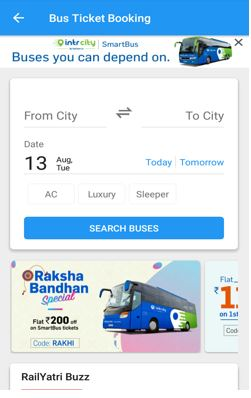 Bus Ticket Booking
intrcity | SmartBus
Buses you can depend on.
From City
To City
Date
13 Aug, Tue
Today | Tomorrow
AC
Luxury
Sleeper
SEARCH BUSES
Raksha
Bandhan
Special
Flat ₹200 off
on SmartBus tickets
Code: RAKHI
Flat
on 1st
Code
RailYatri Buzz